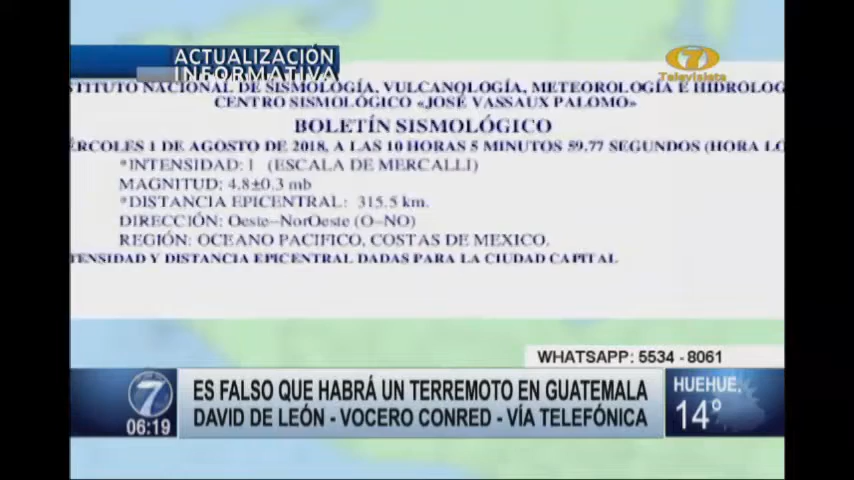 ACTUALIZACIÓN
INFORMATIVA
7
Televisiete
STITUTO NACIONAL DE SISMOLOGÍA, VULCANOLOGÍA, METEOROLOGÍA E HIDROLOG
CENTRO SISMOLÓGICO «JOSÉ VASSAUX PALOMO»
BOLETÍN SISMOLÓGICO
ÉRCOLES 1 DE AGOSTO DE 2018, A LAS 10 HORAS 5 MINUTOS 59.77 SEGUNDOS (HORA LO
*INTENSIDAD: I (ESCALA DE MERCALLI)
MAGNITUD: 4.8±0.3 mb
*DISTANCIA EPICENTRAL: 315.5 km.
DIRECCIÓN: Oeste-NorOeste (O-NO)
REGIÓN: OCEANO PACIFICO, COSTAS DE MEXICO.
TENSIDAD Y DISTANCIA EPICENTRAL DADAS PARA LA CIUDAD CAPITAL
WHATSAPP: 5534 - 8061
7
06:19
ES FALSO QUE HABRÁ UN TERREMOTO EN GUATEMALA
DAVID DE LEÓN - VOCERO CONRED - VÍA TELEFÓNICA
HUEHUE.
14°